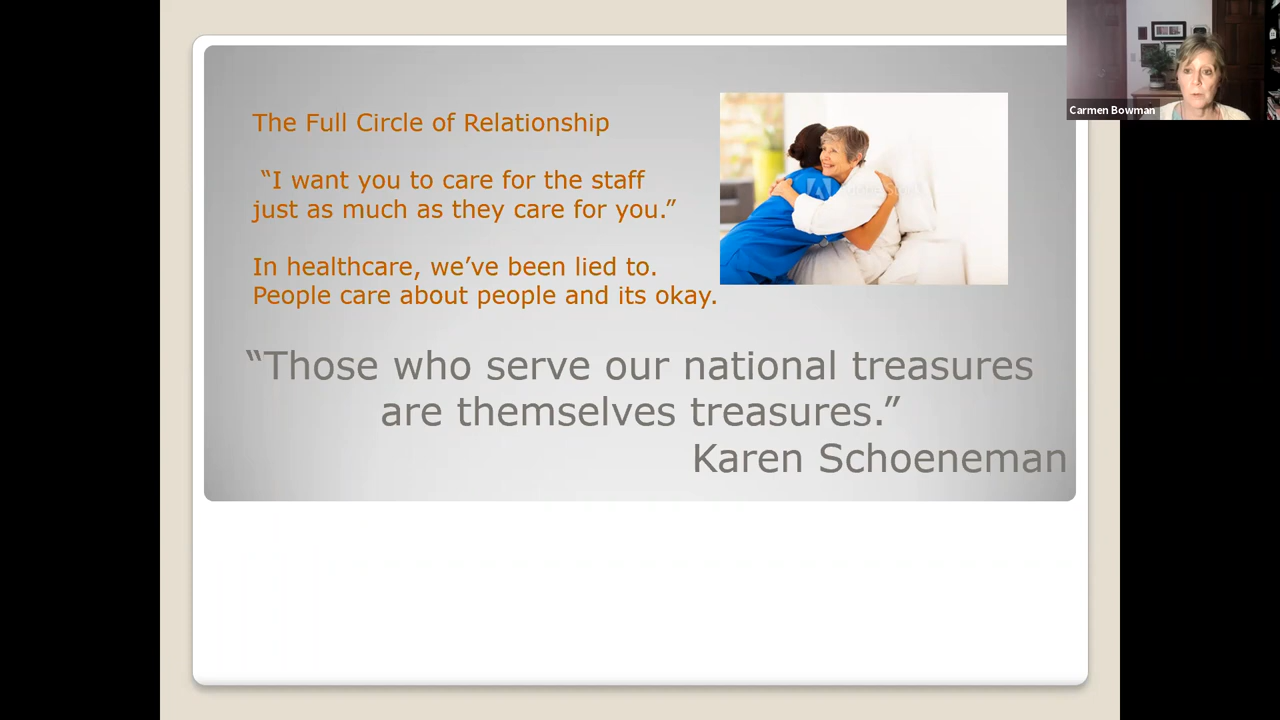 The Full Circle of Relationship
“I want you to care for the staff
just as much as they care for you.”
In healthcare, we’ve been lied to.
People care about people and its okay.
“Those who serve our national treasures
are themselves treasures.”
Karen Schoeneman
Carmen Bowman